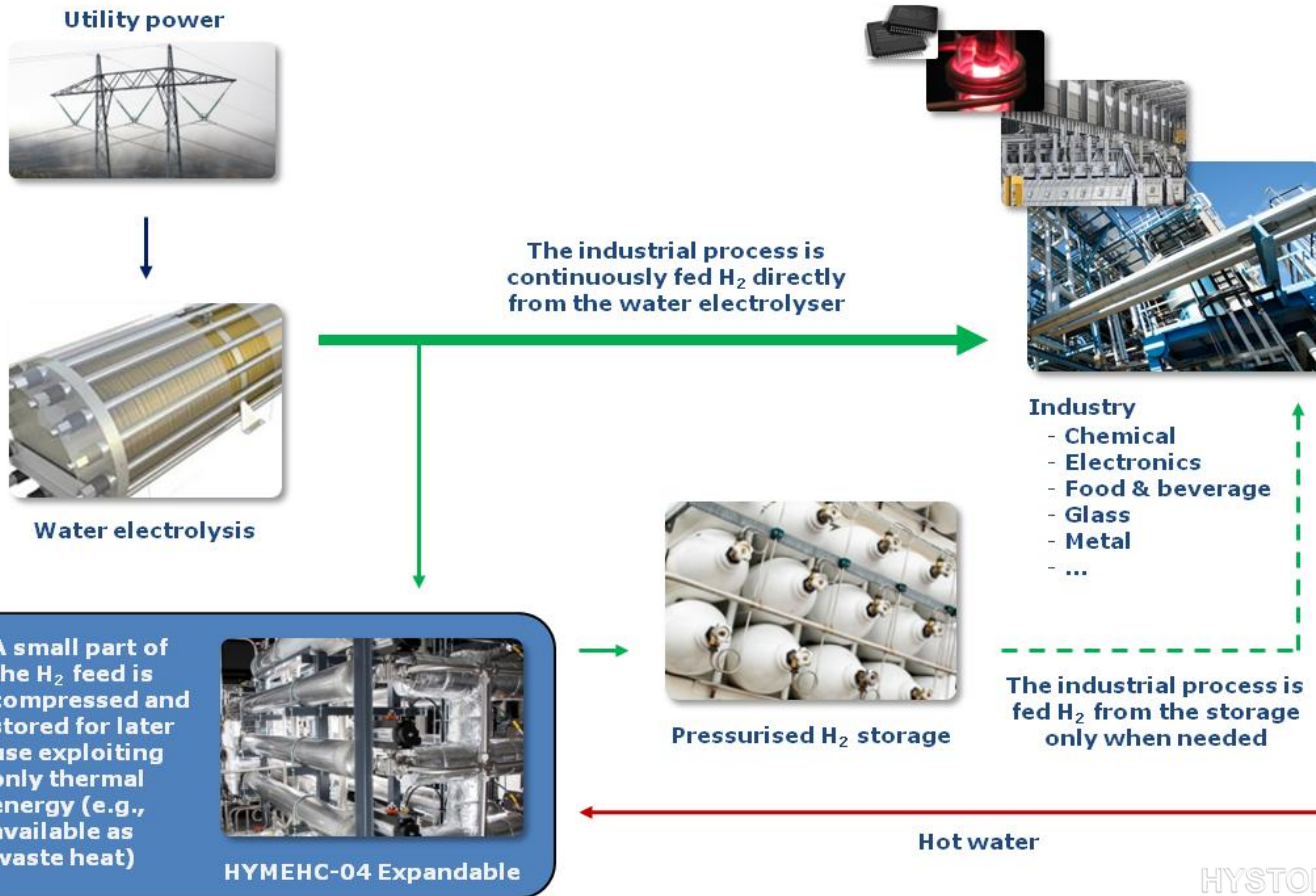 Utility power
The industrial process is
continuously fed H₂ directly
from the water electrolyser
Water electrolysis
Industry
- Chemical
- Electronics
- Food & beverage
- Glass
- Metal
- ...
A small part of
the H₂ feed is
compressed and
stored for later
use exploiting
only thermal
energy (e.g.,
available as
waste heat)
HYMEHC-04 Expandable
Pressurised H₂ storage
The industrial process is
fed H₂ from the storage
only when needed
Hot water